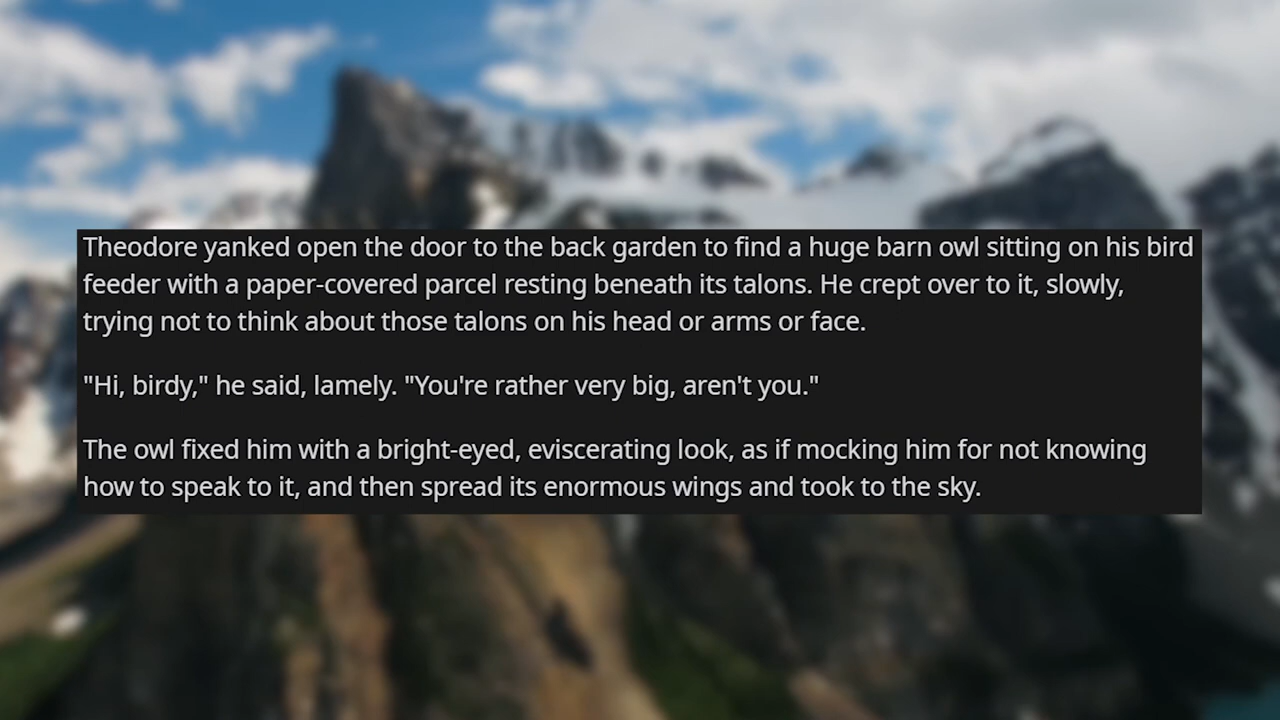 Theodore yanked open the door to the back garden to find a huge barn owl sitting on his bird
feeder with a paper-covered parcel resting beneath its talons. He crept over to it, slowly,
trying not to think about those talons on his head or arms or face.
"Hi, birdy," he said, lamely. "You're rather very big, aren't you."
The owl fixed him with a bright-eyed, eviscerating look, as if mocking him for not knowing
how to speak to it, and then spread its enormous wings and took to the sky.